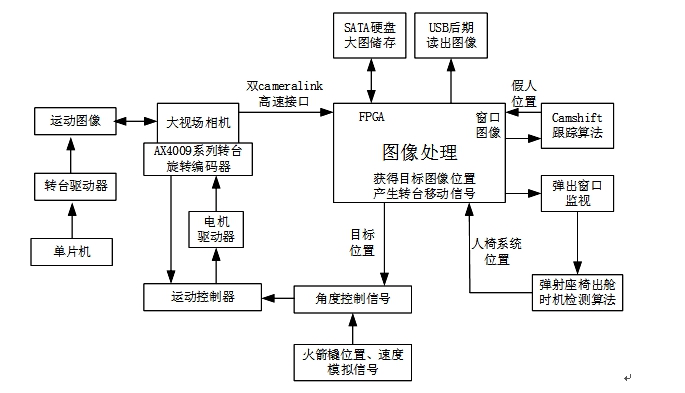 SATA硬盘
大图储存
USB后期
读出图像
双cameralink
高速接口
假人
位置
运动图像
大视场相机
FPGA
窗口
图像
Camshift
跟踪算法
图像处理
AX4009系列转台
旋转编码器
获得目标图像位置
产生转台移动信号
转台驱动器
弹出窗口
监视
电机
驱动器
目标
位置
人椅系统
位置
单片机
运动控制器
角度控制信号
弹射座椅出舱
时机检测算法
火箭橇位置、速度
模拟信号